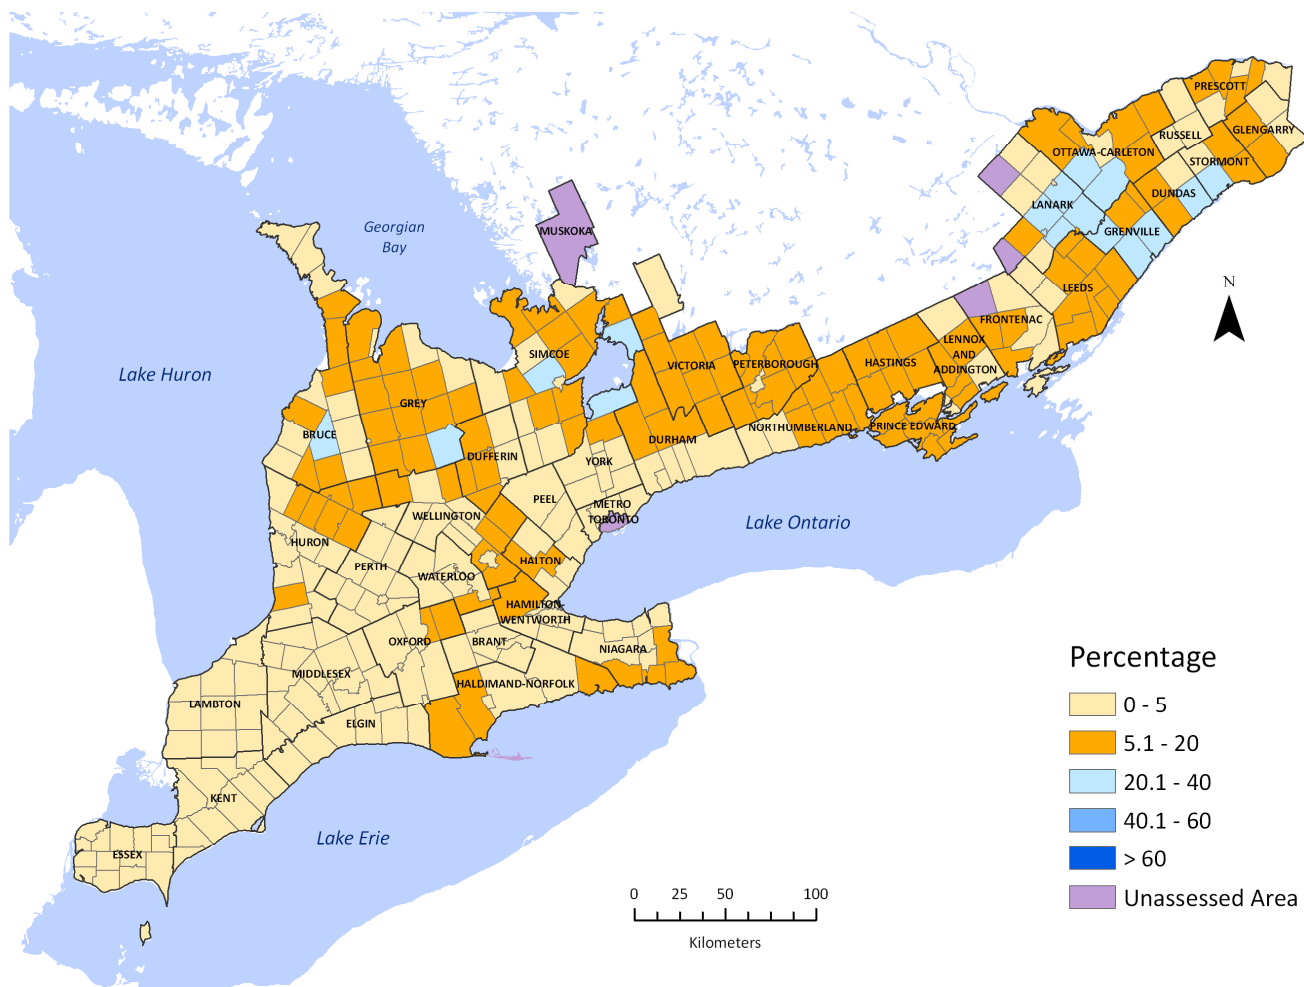 PRESCOTT
GLENGARRY
RUSSELL
OTTAWA-CARLETON
STORMONT
DUNDAS
LANARK
GRENVILLE
Georgian
Bay
MUSKOKA
N
LEEDS
FRONTENAC
LENNOX
AND
ADDINGTON
SIMCOE
HASTINGS
VICTORIA
PETERBOROUGH
Lake Huron
GREY
BRUCE
PRINCE EDWARD
NORTHUMBERLAND
DURHAM
DUFFERIN
YORK
PEEL
METRO
TORONTO
Lake Ontario
WELLINGTON
HURON
HALTON
PERTH
WATERLOO
HAMILTON-
WENTWORTH
OXFORD
BRANT
NIAGARA
MIDDLESEX
HALDIMAND-NORFOLK
LAMBTON
ELGIN
KENT
Lake Erie
ESSEX
Percentage
0 - 5
5.1 - 20
20.1 - 40
40.1 - 60
> 60
Unassessed Area
0 25 50 100
Kilometers